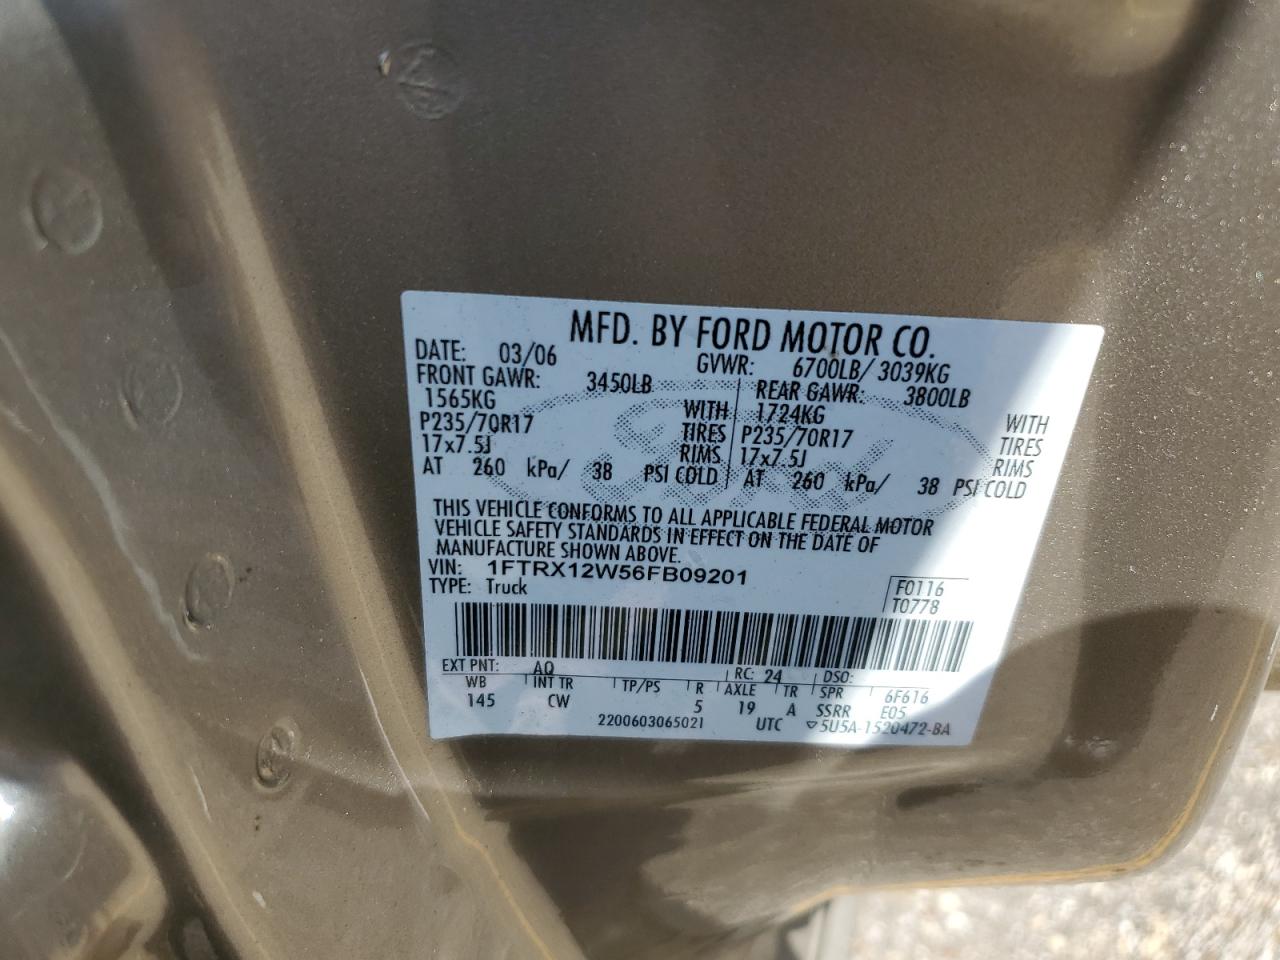 MFD. BY FORD MOTOR CO.
DATE: 03/06 GVWR: 6700LB/ 3039KG
FRONT GAWR: 3450LB REAR GAWR: 3800LB
1565KG WITH 1724KG WITH
P235/70R17 TIRES P235/70R17 TIRES
17x7.5J RIMS 17x7.5J RIMS
AT 260 kPa/ 38 PSI COLD AT 260 kPa/ 38 PSI COLD
Ford
THIS VEHICLE CONFORMS TO ALL APPLICABLE FEDERAL MOTOR
VEHICLE SAFETY STANDARDS IN EFFECT ON THE DATE OF
MANUFACTURE SHOWN ABOVE.
VIN: 1FTRX12W56FB09201
TYPE: Truck F0116
T0778
EXT PNT: AQ RC: 24 DSO:
WB INT TR TP/PS R AXLE TR SPR 6F616
145 CW 5 19 A SSRR E05
2200603065021 UTC ▽5U5A-1520472-BA